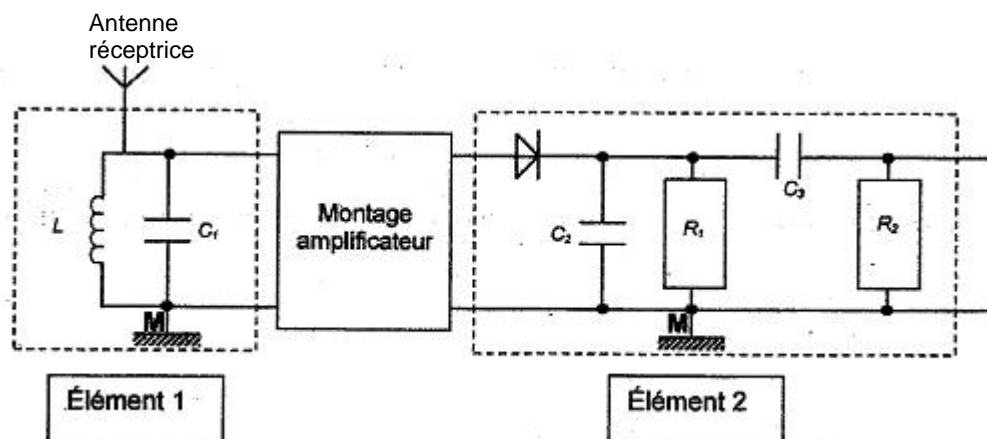 Antenne
réceptrice
L
C₁
Montage
amplificateur
C₂
R₁
C₃
R₂
M
M
Élément 1
Élément 2